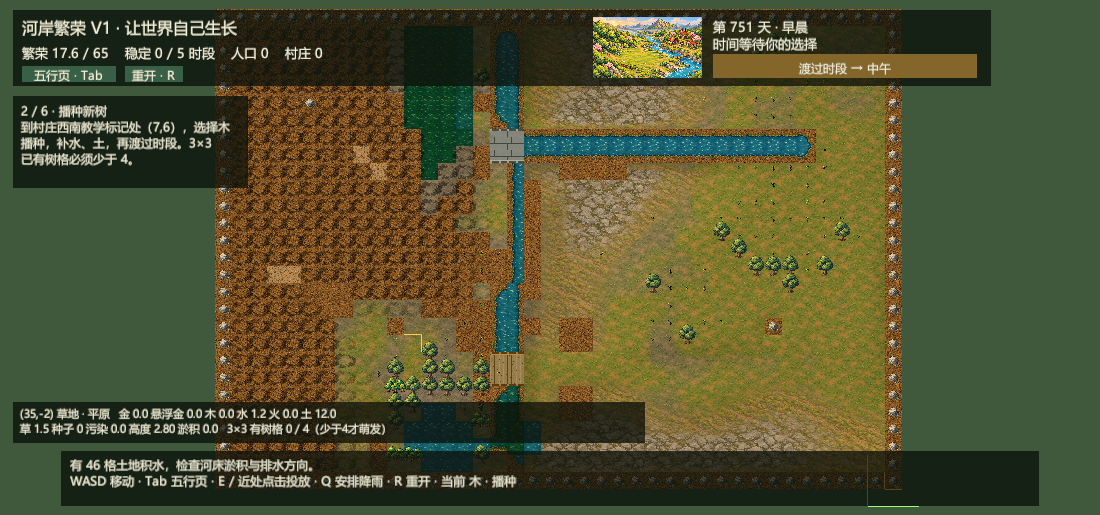 河岸繁荣 V1 · 让世界自己生长
繁荣 17.6 / 65 稳定 0 / 5 时段 人口 0 村庄 0
五行页 · Tab 重开 · R
第 751 天 · 早晨
时间等待你的选择
渡过时段 → 中午
2 / 6 · 播种新树
到村庄西南教学标记处（7,6），选择木
播种，补水、土，再渡过时段。3×3
已有树格必须少于 4。
(35,-2) 草地 · 平原 金 0.0 悬浮金 0.0 木 0.0 水 1.2 火 0.0 土 12.0
草 1.5 种子 0 污染 0.0 高度 2.80 淤积 0.0 3×3 有树格 0 / 4（少于4才萌发）
有 46 格土地积水，检查河床淤积与排水方向。
WASD 移动 · Tab 五行页 · E / 近处点击投放 · Q 安排降雨 · R 重开 · 当前 木 · 播种